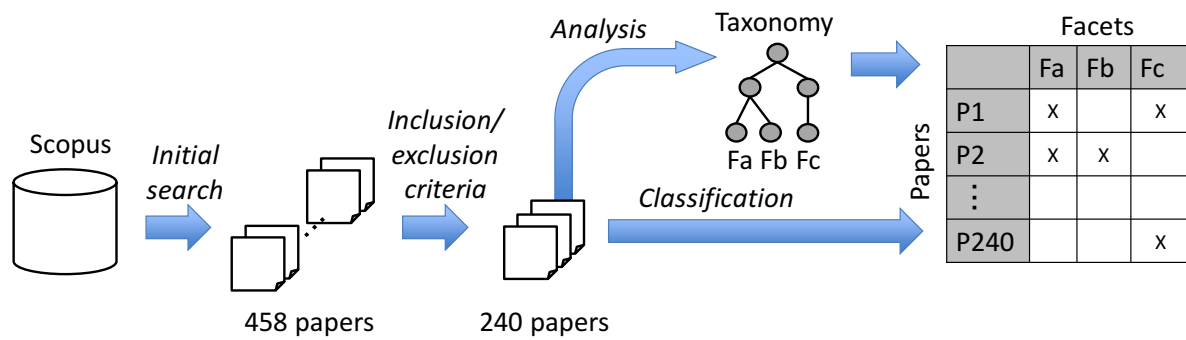 Scopus
Initial
search
458 papers
Inclusion/
exclusion
criteria
240 papers
Analysis
Taxonomy
Fa Fb Fc
Classification
Facets
Papers
Fa Fb Fc
P1 x x
P2 x x
⋮
P240 x